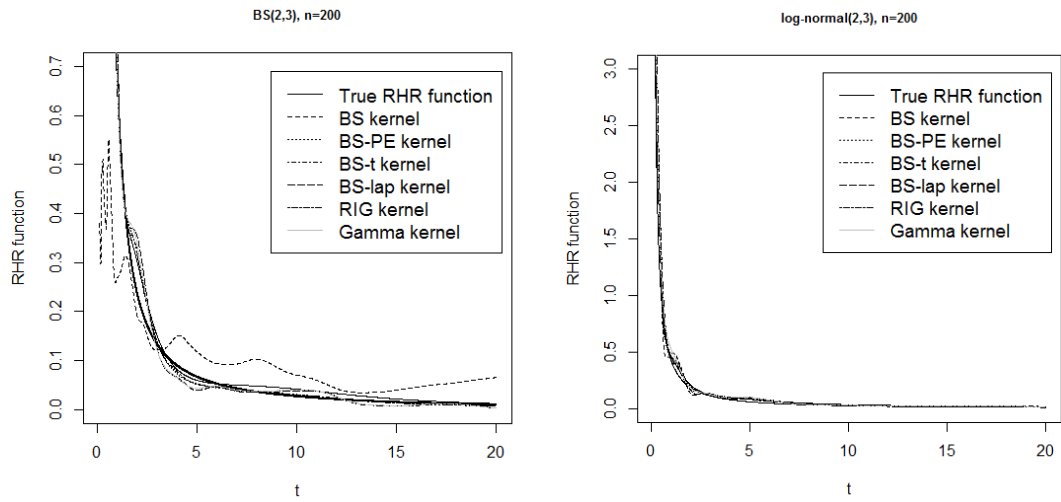 BS(2,3), n=200
RHR function
0.7
0.6
0.5
0.4
0.3
0.2
0.1
0.0
True RHR function
BS kernel
BS-PE kernel
BS-t kernel
BS-lap kernel
RIG kernel
Gamma kernel
0 5 10 15 20
t
log-normal(2,3), n=200
RHR function
3.0
2.5
2.0
1.5
1.0
0.5
0.0
True RHR function
BS kernel
BS-PE kernel
BS-t kernel
BS-lap kernel
RIG kernel
Gamma kernel
0 5 10 15 20
t